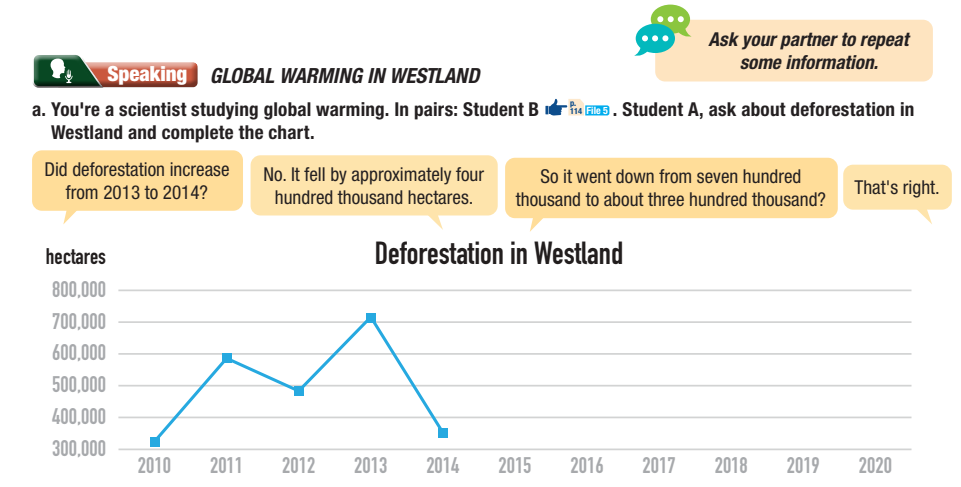 Ask your partner to repeat
some information.
Speaking GLOBAL WARMING IN WESTLAND
a. You're a scientist studying global warming. In pairs: Student B p. 114 File 5 . Student A, ask about deforestation in
Westland and complete the chart.
Did deforestation increase
from 2013 to 2014?
No. It fell by approximately four
hundred thousand hectares.
So it went down from seven hundred
thousand to about three hundred thousand?
That's right.
hectares
Deforestation in Westland
800,000
700,000
600,000
500,000
400,000
300,000
2010 2011 2012 2013 2014 2015 2016 2017 2018 2019 2020